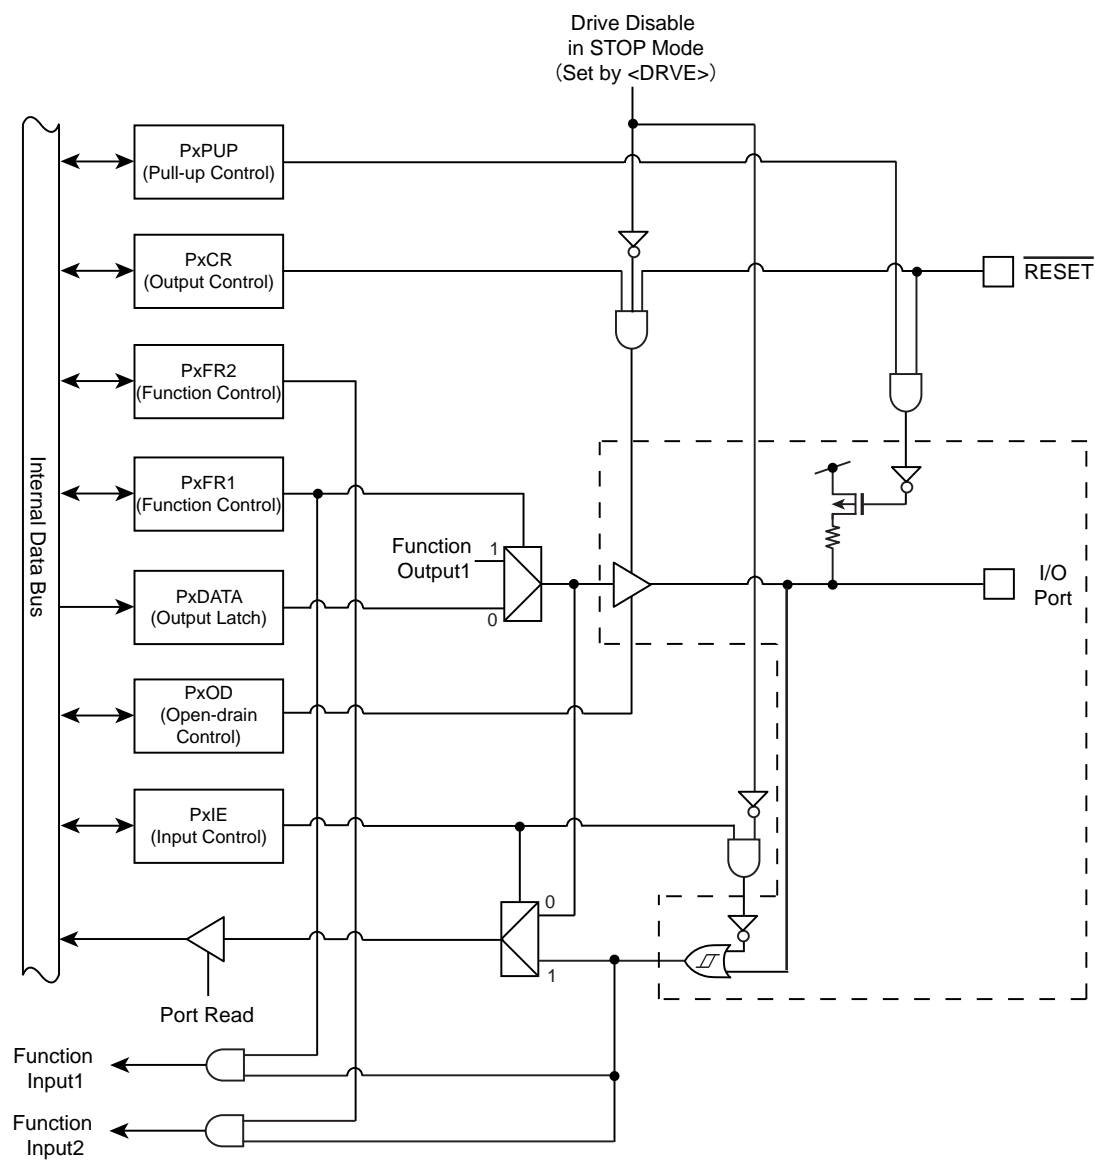 Drive Disable
in STOP Mode
(Set by <DRVE>)
PxPUP
(Pull-up Control)
PxCR
(Output Control)
RESET
PxFR2
(Function Control)
Internal Data Bus
PxFR1
(Function Control)
Function
Output1
1
0
PxDATA
(Output Latch)
I/O
Port
PxOD
(Open-drain
Control)
PxIE
(Input Control)
0
1
Port Read
Function
Input1
Function
Input2